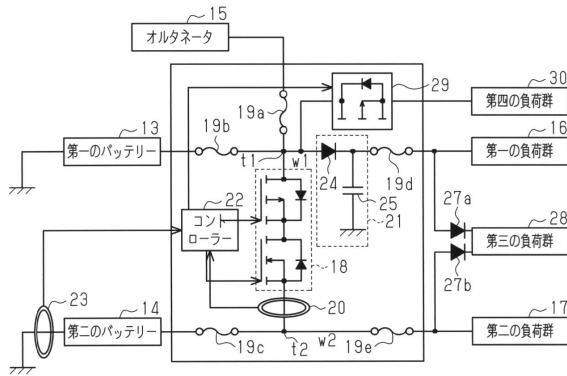 15
オルタネータ
29
30
第四の負荷群
19a
13
第一のバッテリー
19b
t1
w1
24
19d
16
第一の負荷群
22
コント
ローラー
25
21
27a
28
第三の負荷群
27b
18
23
14
第二のバッテリー
20
17
第二の負荷群
19c
t2
w2
19e